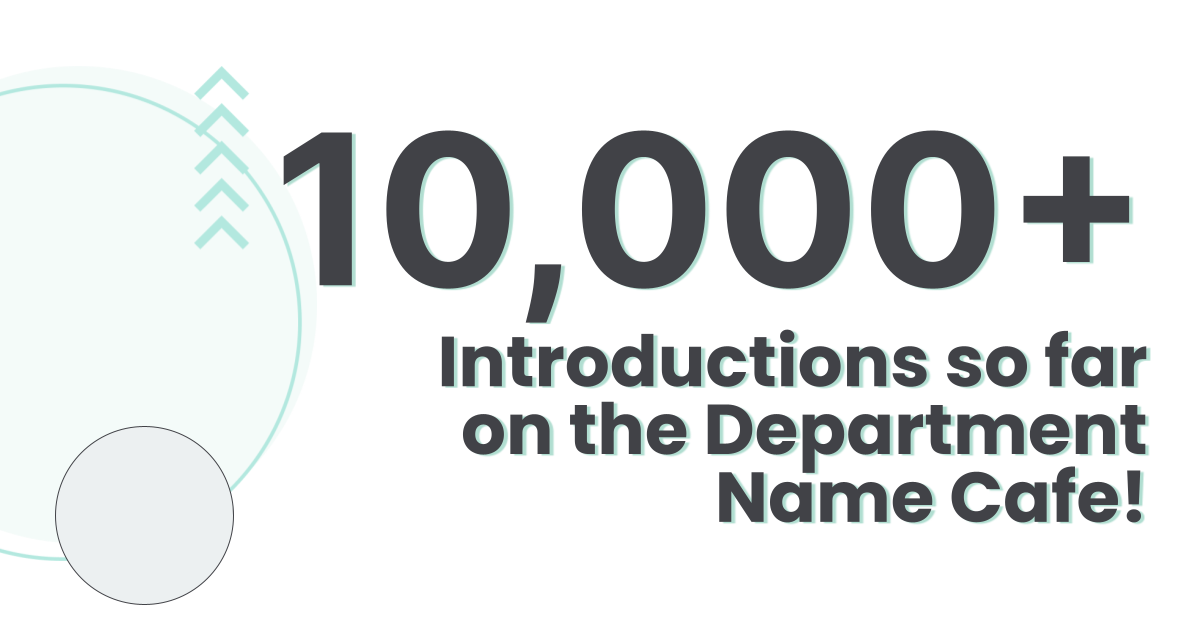 10,000+
Introductions so far
on the Department
Name Cafe!